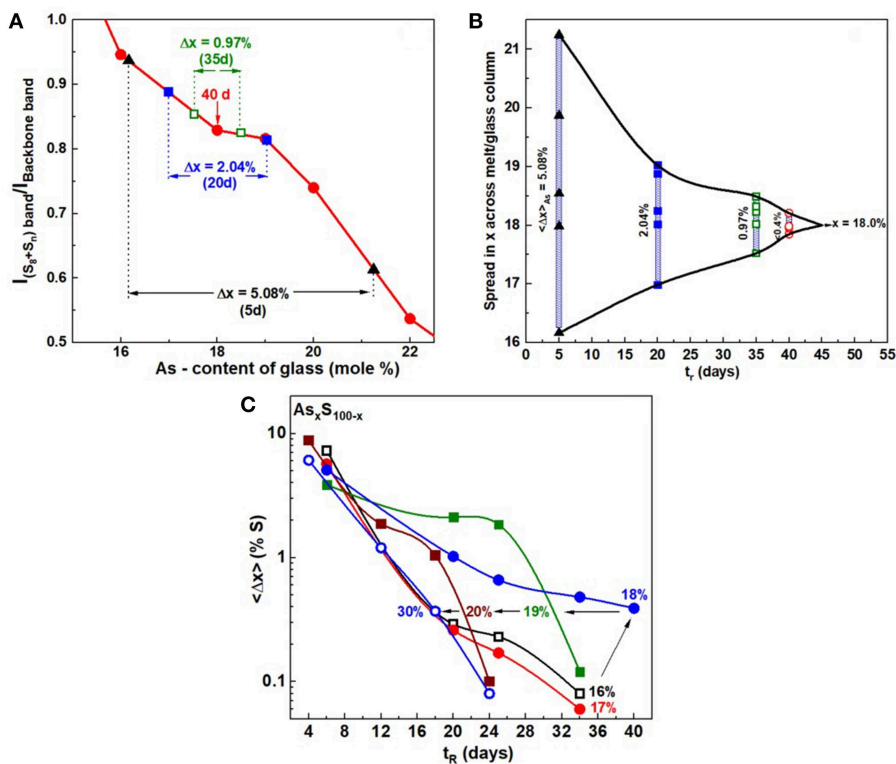 A
1.0
0.9
0.8
0.7
0.6
0.5
I(S8+Sn) band/IBackbone band
Δx = 0.97%
(35d)
40 d
Δx = 2.04%
(20d)
Δx = 5.08%
(5d)
16 18 20 22
As - content of glass (mole %)
B
22
21
20
19
18
17
16
Spread in x across melt/glass column
<Δx>As = 5.08%
2.04%
0.97%
<0.4%
x = 18.0%
0 5 10 15 20 25 30 35 40 45 50 55
tr (days)
C
AsxS100-x
10
1
0.1
<Δx> (% S)
30%
20%
19%
18%
16%
17%
4 8 12 16 20 24 28 32 36 40
tR (days)